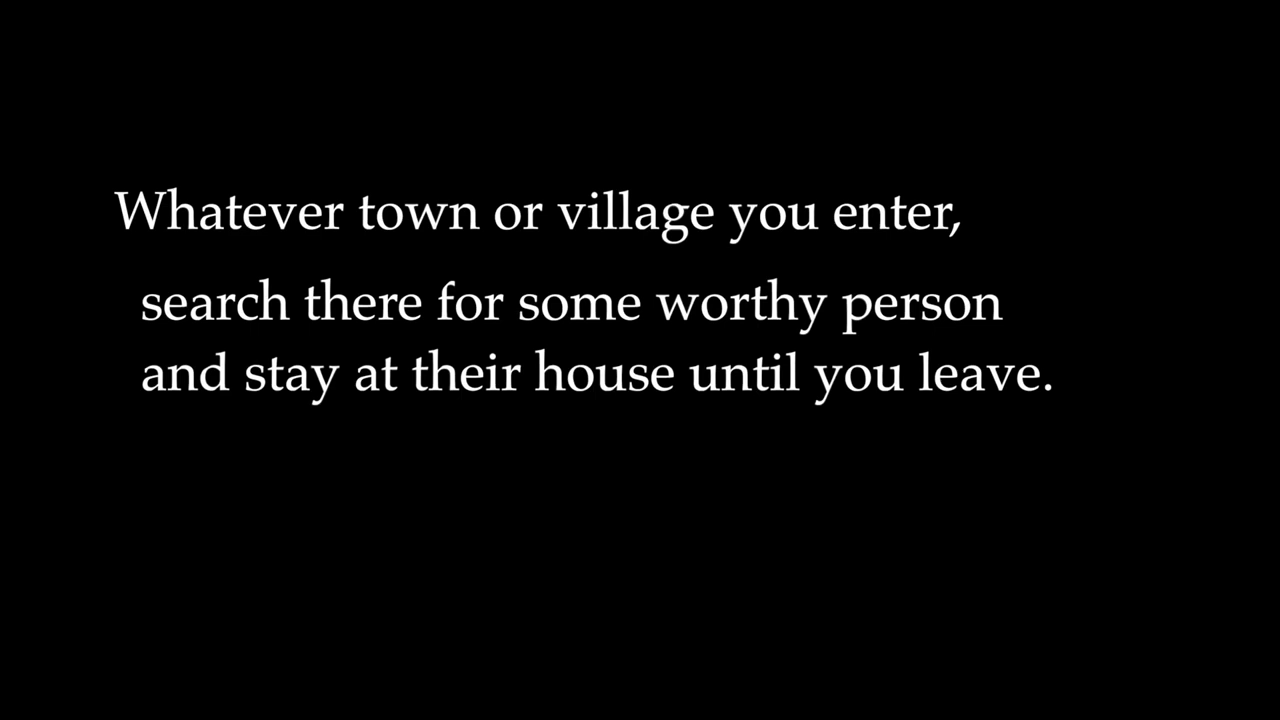 Whatever town or village you enter,
search there for some worthy person
and stay at their house until you leave.